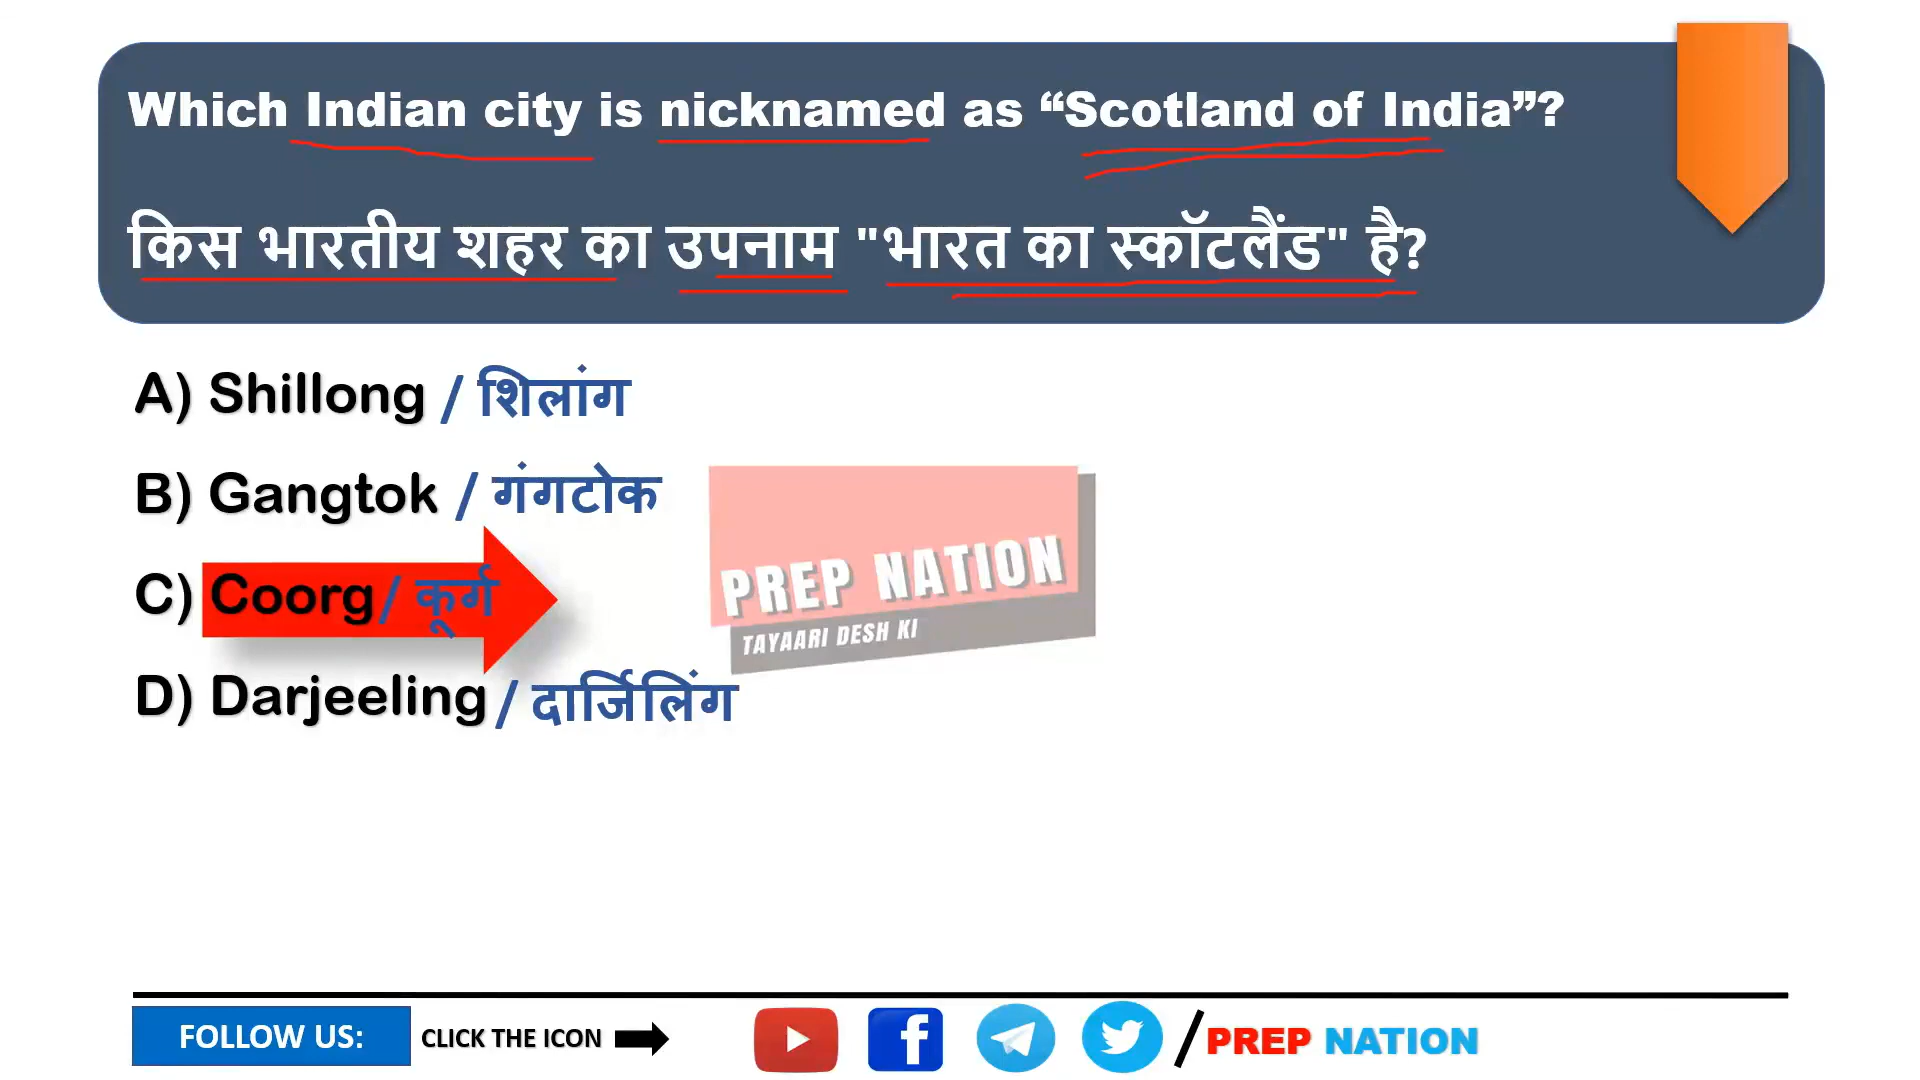 Which Indian city is nicknamed as “Scotland of India”?
किस भारतीय शहर का उपनाम "भारत का स्कॉटलैंड" है?
A) Shillong / शिलांग
B) Gangtok / गंगटोक
C) Coorg / कूर्ग
D) Darjeeling / दार्जिलिंग
PREP NATION
TAYAARI DESH KI
FOLLOW US: CLICK THE ICON /PREP NATION